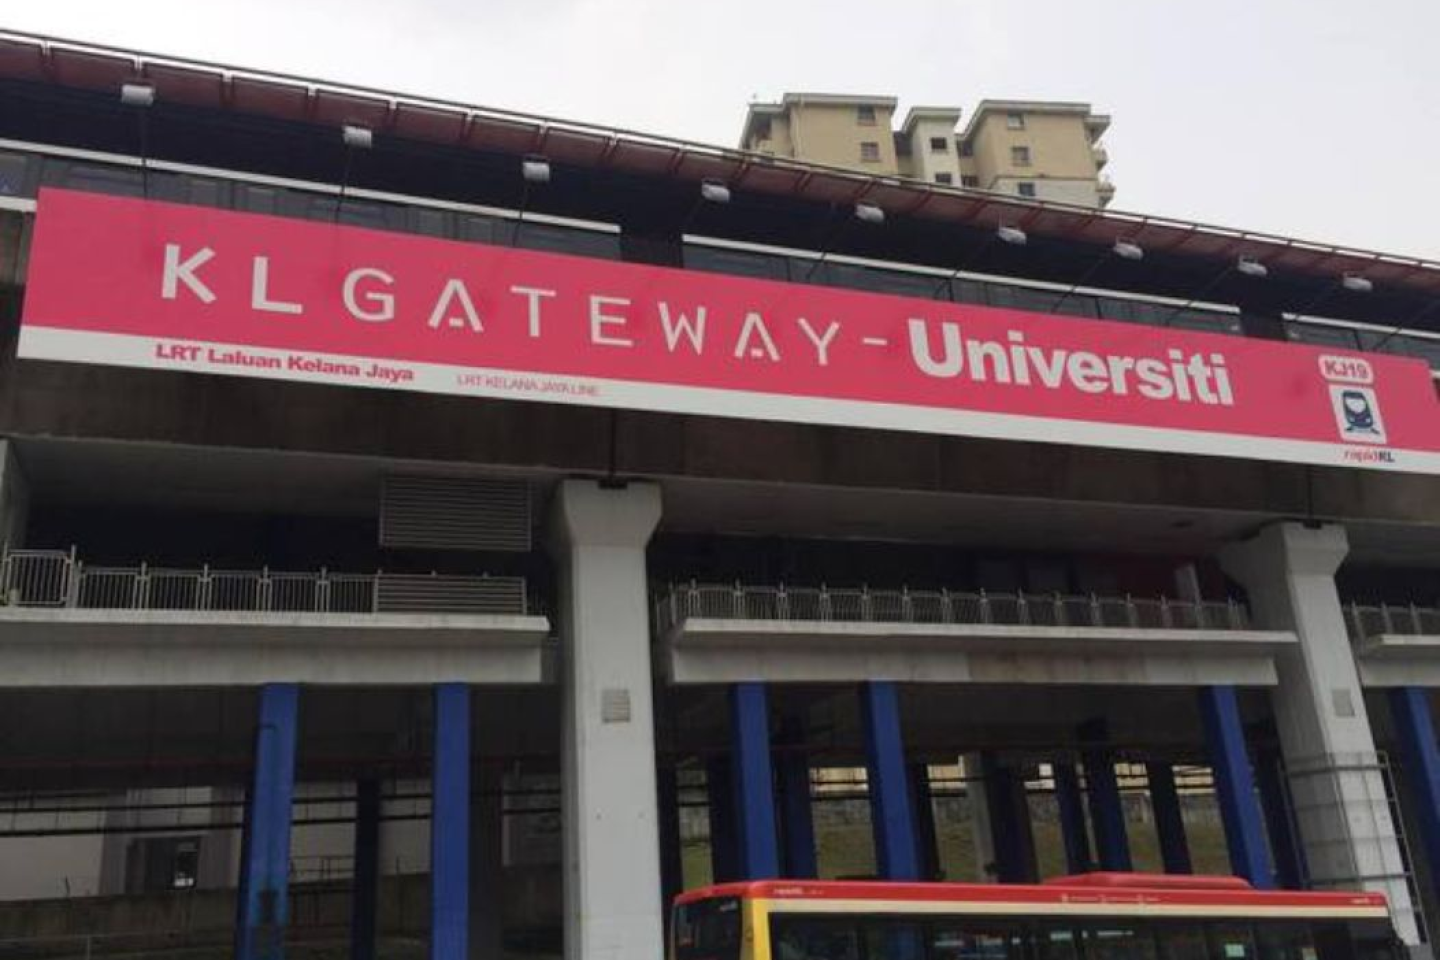 KL GATEWAY - Universiti
LRT Laluan Kelana Jaya
LRT KELANA JAYA LINE
KJ19
rapidKL